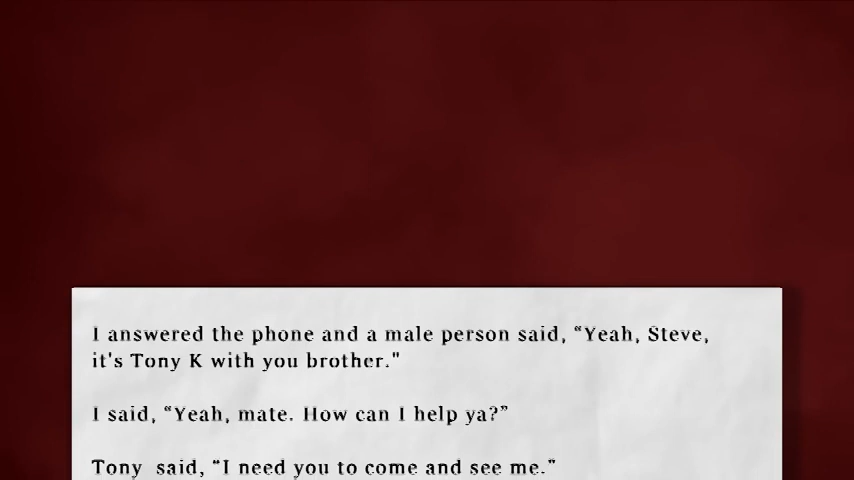 I answered the phone and a male person said, “Yeah, Steve,
it's Tony K with you brother."
I said, “Yeah, mate. How can I help ya?”
Tony  said, “I need you to come and see me.”